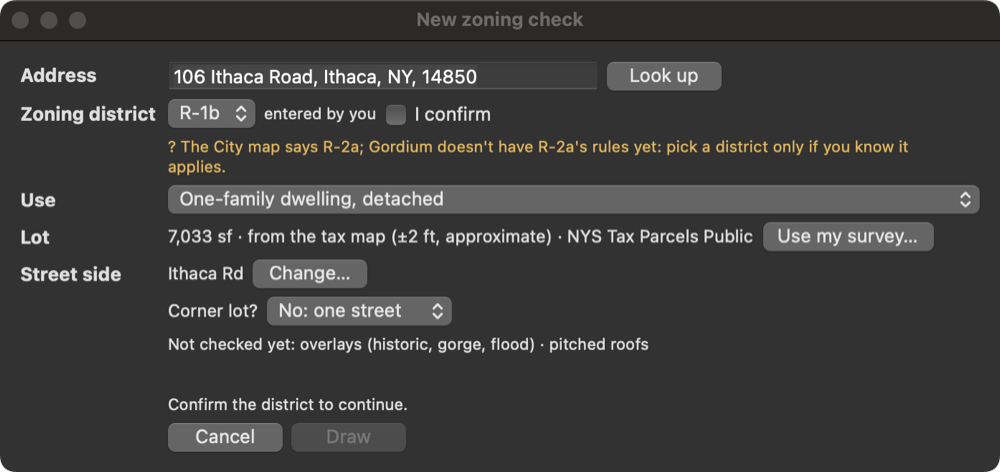 New zoning check
Address 106 Ithaca Road, Ithaca, NY, 14850 Look up
Zoning district R-1b entered by you I confirm
? The City map says R-2a; Gordium doesn't have R-2a's rules yet: pick a district only if you know it
applies.
Use One-family dwelling, detached
Lot 7,033 sf · from the tax map (±2 ft, approximate) · NYS Tax Parcels Public Use my survey...
Street side Ithaca Rd Change...
Corner lot? No: one street
Not checked yet: overlays (historic, gorge, flood) · pitched roofs
Confirm the district to continue.
Cancel Draw